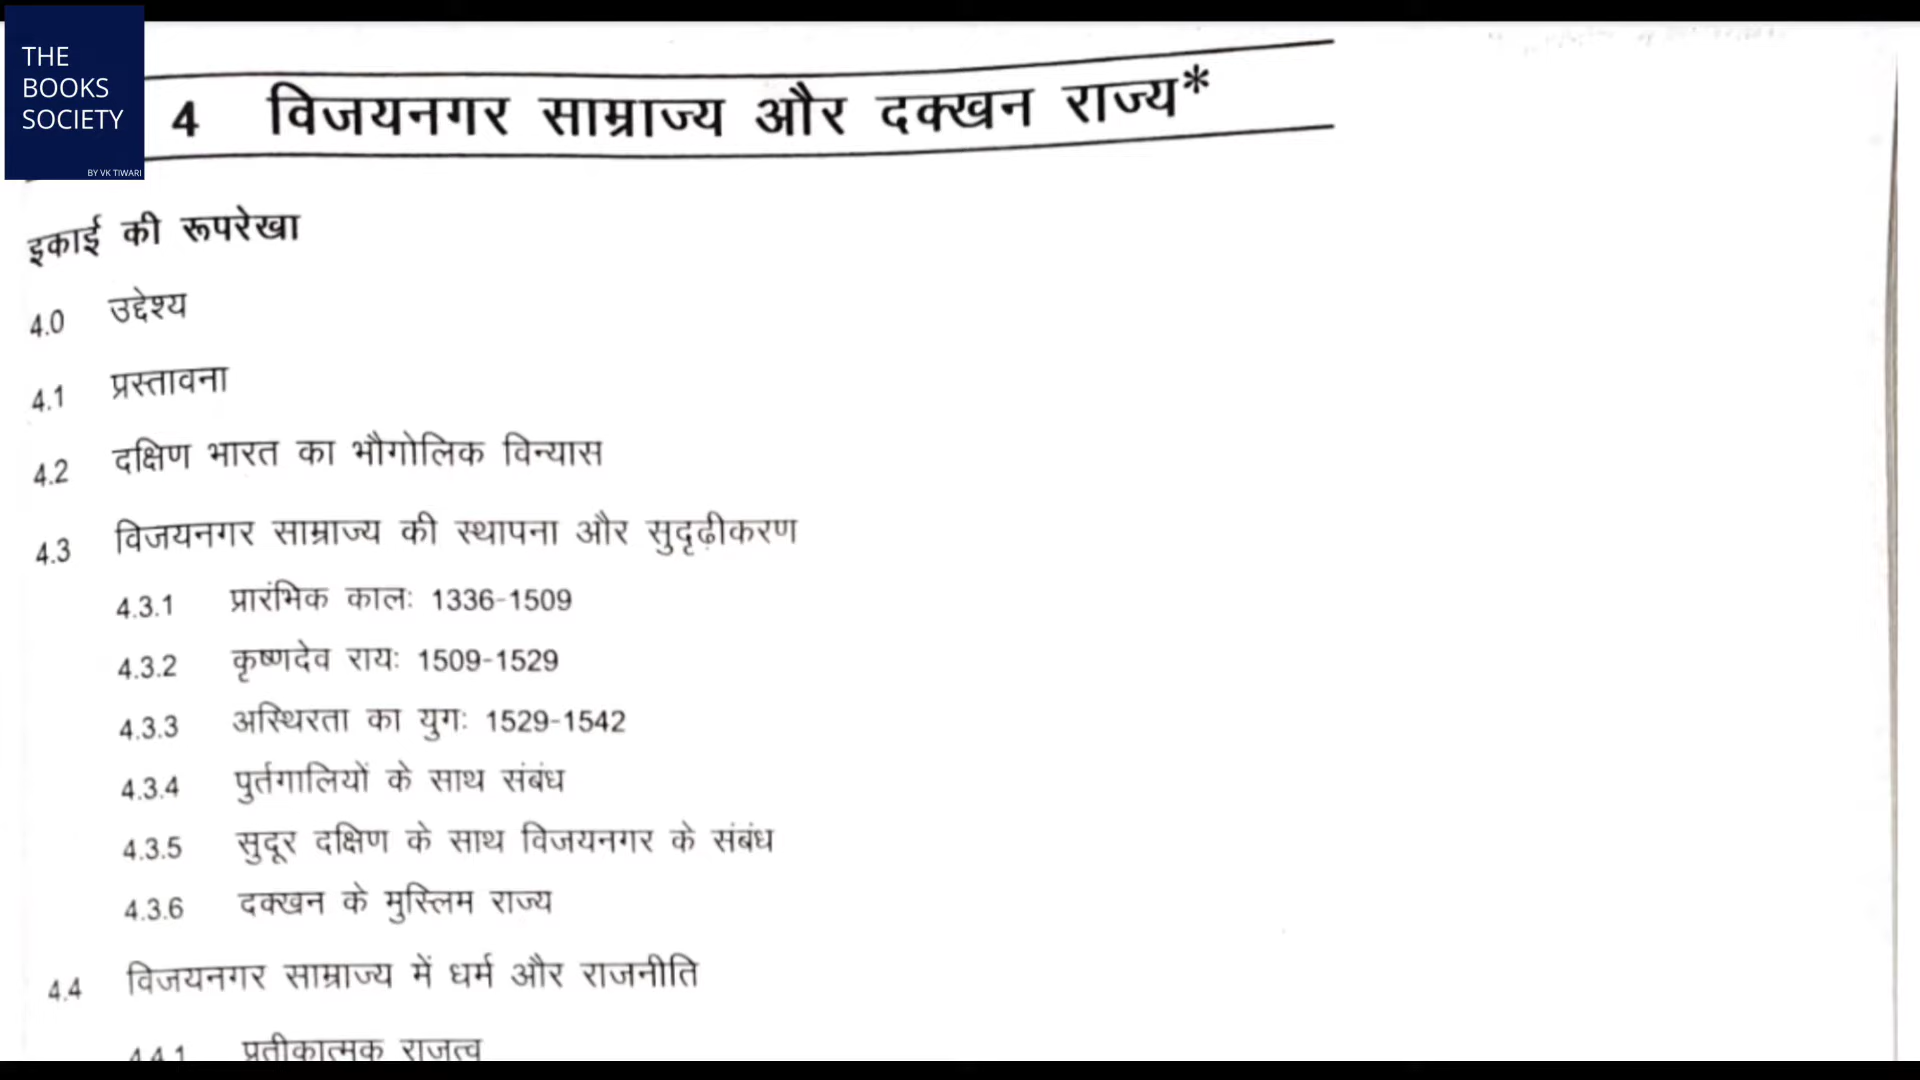 THE
BOOKS
SOCIETY
BY VK TIWARI
4 विजयनगर साम्राज्य और दक्खन राज्य*
इकाई की रूपरेखा
4.0 उद्देश्य
4.1 प्रस्तावना
4.2 दक्षिण भारत का भौगोलिक विन्यास
4.3 विजयनगर साम्राज्य की स्थापना और सुदृढ़ीकरण
4.3.1 प्रारंभिक कालः 1336-1509
4.3.2 कृष्णदेव रायः 1509-1529
4.3.3 अस्थिरता का युगः 1529-1542
4.3.4 पुर्तगालियों के साथ संबंध
4.3.5 सुदूर दक्षिण के साथ विजयनगर के संबंध
4.3.6 दक्खन के मुस्लिम राज्य
4.4 विजयनगर साम्राज्य में धर्म और राजनीति
4.4.1 प्रतीकात्मक राजत्व